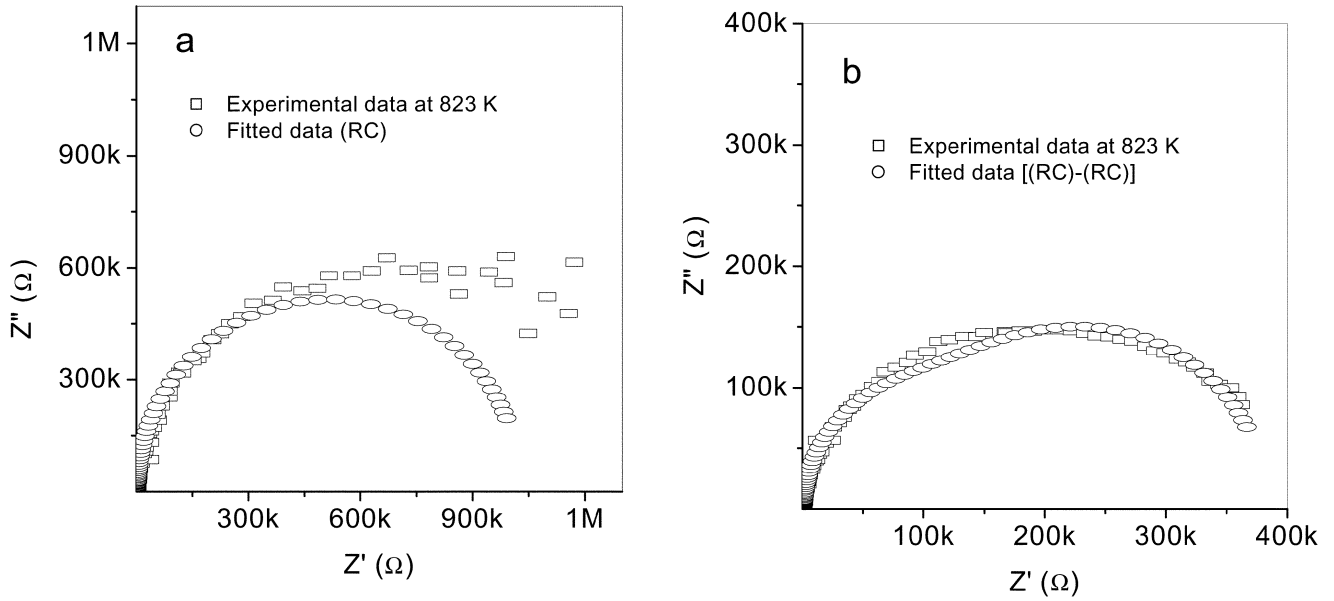 a
1M
900k
600k
300k
Z" (Ω)
Experimental data at 823 K
Fitted data (RC)
300k
600k
900k
1M
Z' (Ω)
b
400k
300k
200k
100k
Z" (Ω)
Experimental data at 823 K
Fitted data [(RC)-(RC)]
100k
200k
300k
400k
Z' (Ω)